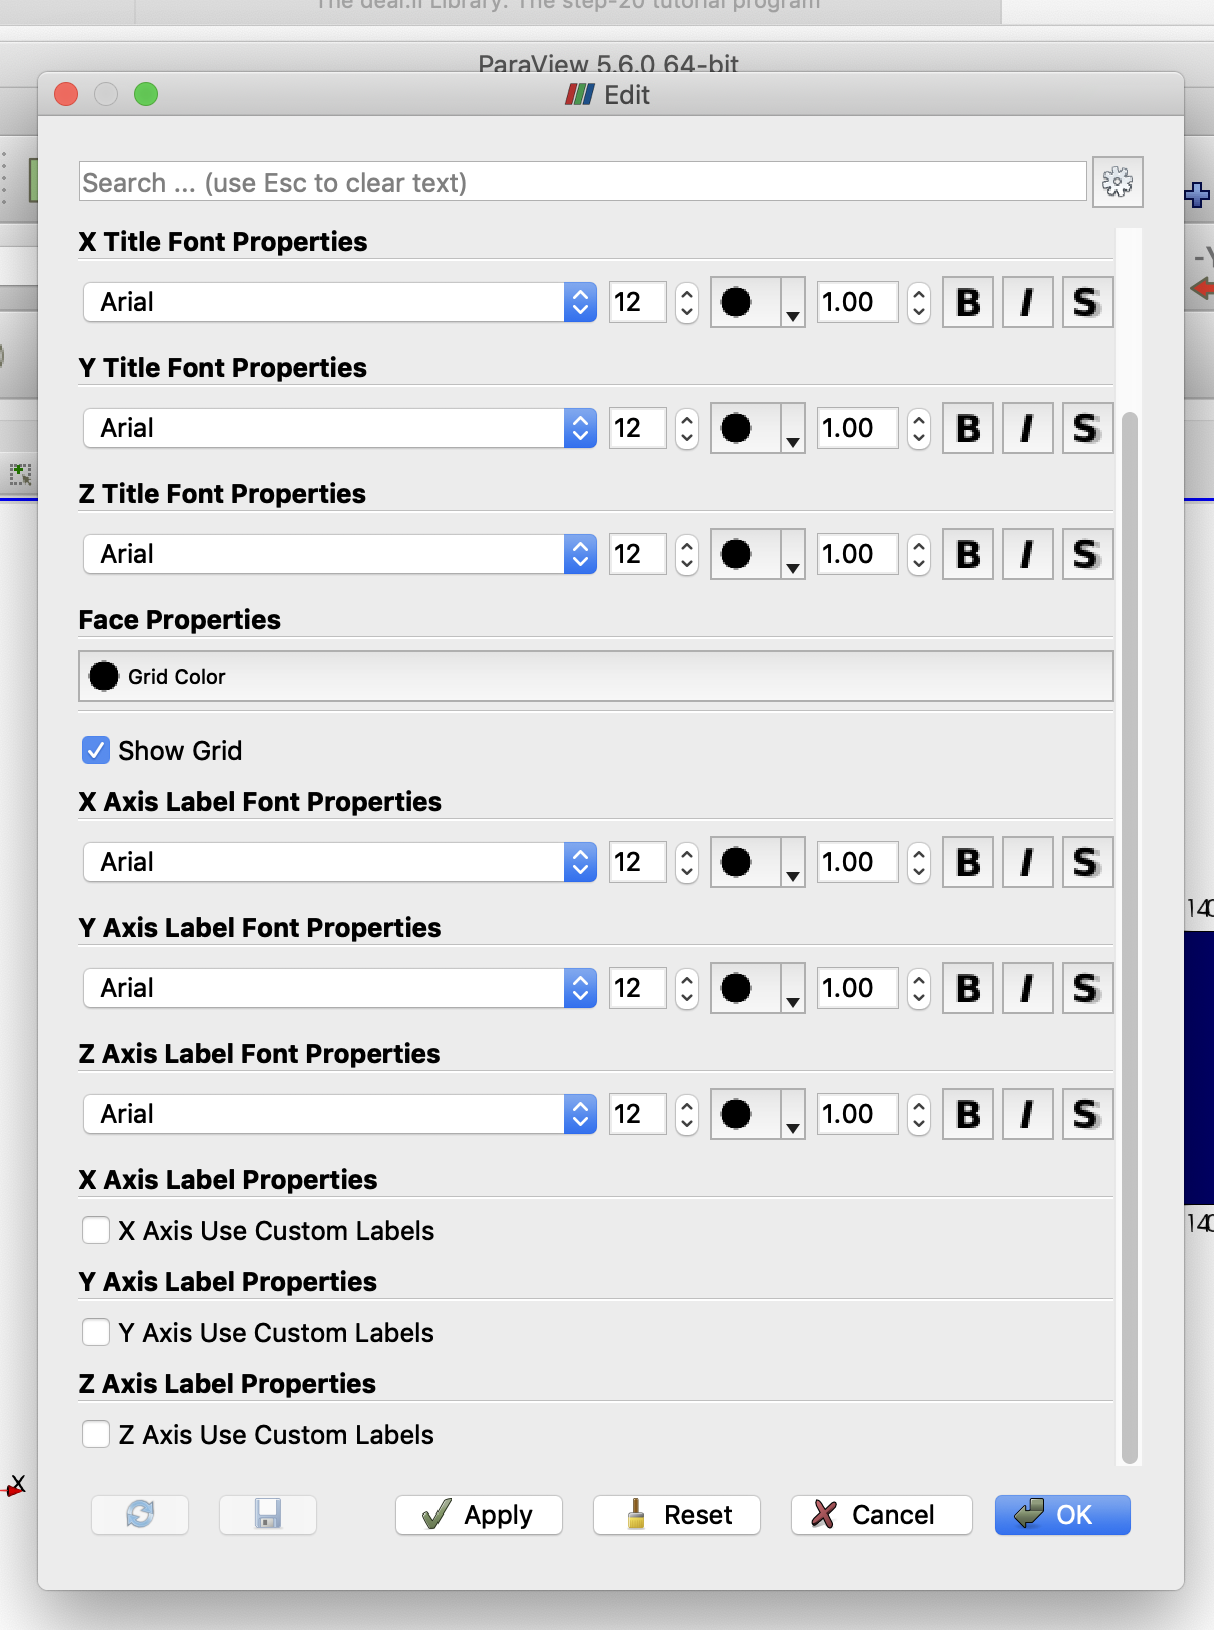 The deal.II Library: The step-20 tutorial program
ParaView 5.6.0 64-bit
Edit
Search ... (use Esc to clear text)
X Title Font Properties
Arial 12 1.00 B I S
Y Title Font Properties
Arial 12 1.00 B I S
Z Title Font Properties
Arial 12 1.00 B I S
Face Properties
Grid Color
Show Grid
X Axis Label Font Properties
Arial 12 1.00 B I S
Y Axis Label Font Properties
Arial 12 1.00 B I S
Z Axis Label Font Properties
Arial 12 1.00 B I S
X Axis Label Properties
X Axis Use Custom Labels
Y Axis Label Properties
Y Axis Use Custom Labels
Z Axis Label Properties
Z Axis Use Custom Labels
X
Apply Reset Cancel OK
-Y